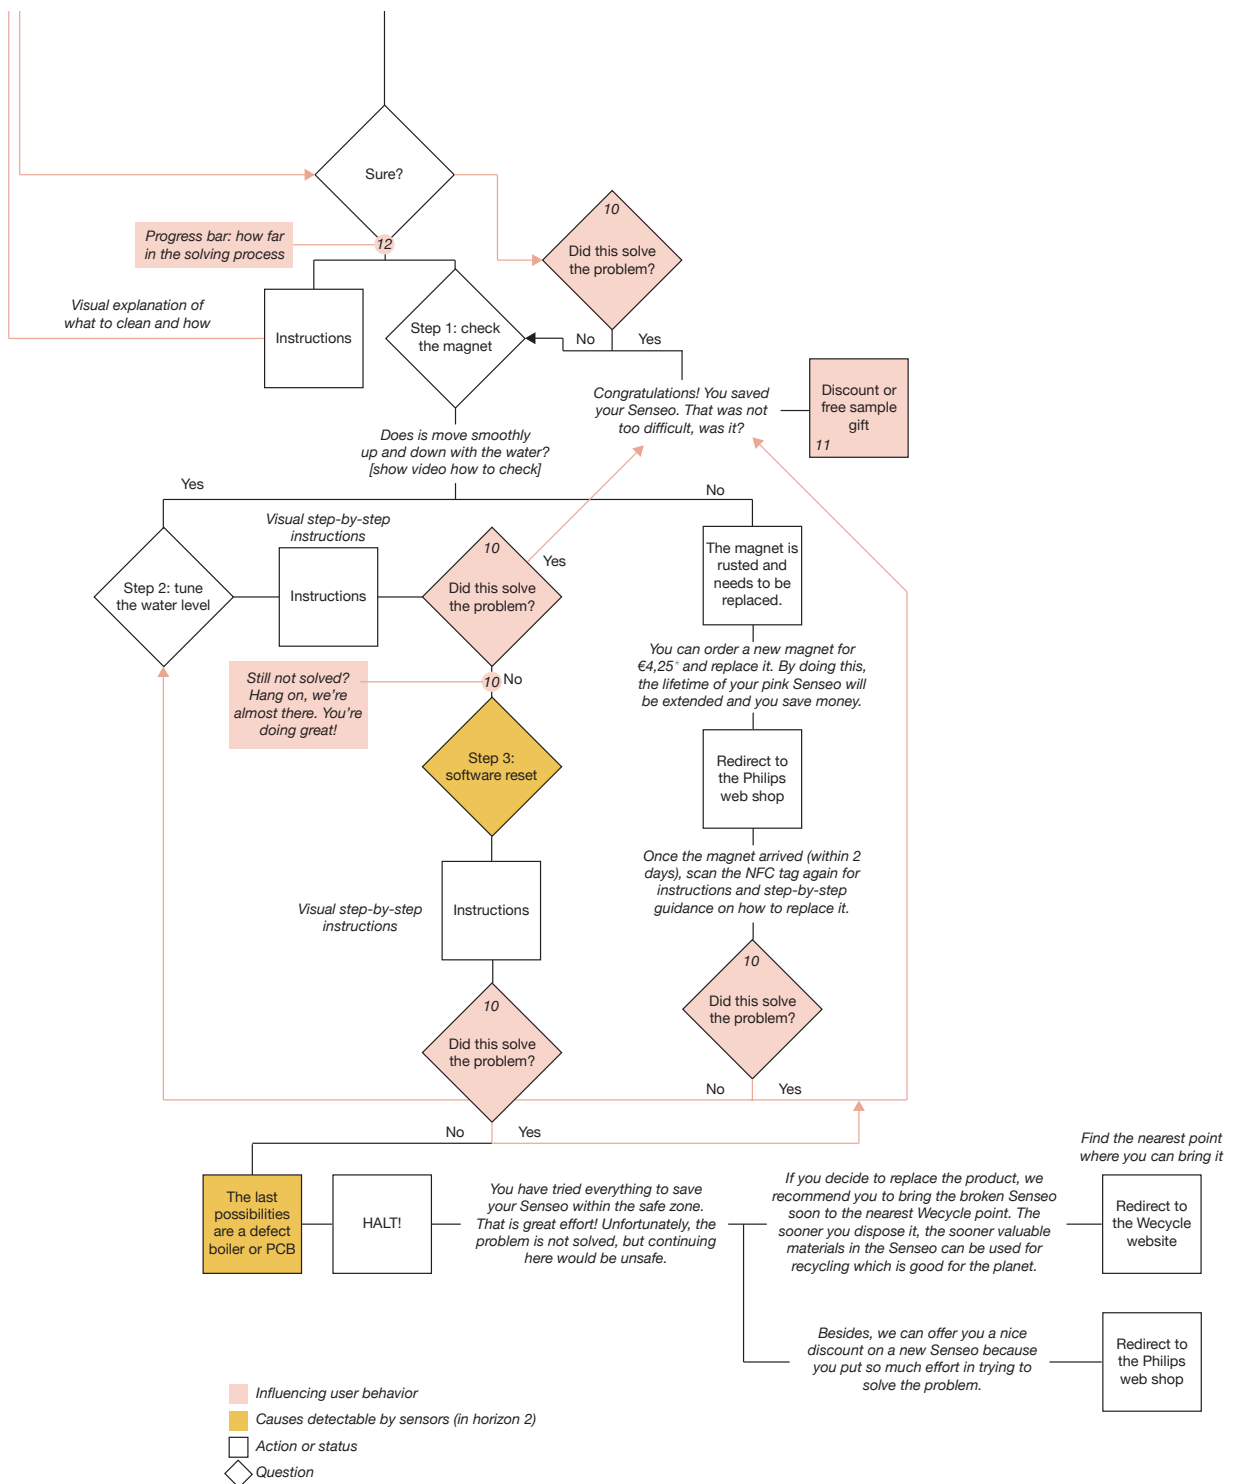 Sure?
10
Did this solve
the problem?
Progress bar: how far
in the solving process
12
Visual explanation of
what to clean and how
Instructions
Step 1: check
the magnet
No
Yes
Congratulations! You saved
your Senseo. That was not
too difficult, was it?
Discount or
free sample
gift
11
Does is move smoothly
up and down with the water?
[show video how to check]
Yes
No
Visual step-by-step
instructions
Step 2: tune
the water level
Instructions
10
Did this solve
the problem?
Yes
The magnet is
rusted and
needs to be
replaced.
You can order a new magnet for
€4,25* and replace it. By doing this,
the lifetime of your pink Senseo will
be extended and you save money.
Still not solved?
Hang on, we're
almost there. You're
doing great!
10
No
Step 3:
software reset
Redirect to
the Philips
web shop
Once the magnet arrived (within 2
days), scan the NFC tag again for
instructions and step-by-step
guidance on how to replace it.
Visual step-by-step
instructions
Instructions
10
Did this solve
the problem?
10
Did this solve
the problem?
No
Yes
No
Yes
The last
possibilities
are a defect
boiler or PCB
HALT!
You have tried everything to save
your Senseo within the safe zone.
That is great effort! Unfortunately, the
problem is not solved, but continuing
here would be unsafe.
If you decide to replace the product, we
recommend you to bring the broken Senseo
soon to the nearest Wecycle point. The
sooner you dispose it, the sooner valuable
materials in the Senseo can be used for
recycling which is good for the planet.
Find the nearest point
where you can bring it
Redirect to
the Wecycle
website
Besides, we can offer you a nice
discount on a new Senseo because
you put so much effort in trying to
solve the problem.
Redirect to
the Philips
web shop
Influencing user behavior
Causes detectable by sensors (in horizon 2)
Action or status
Question